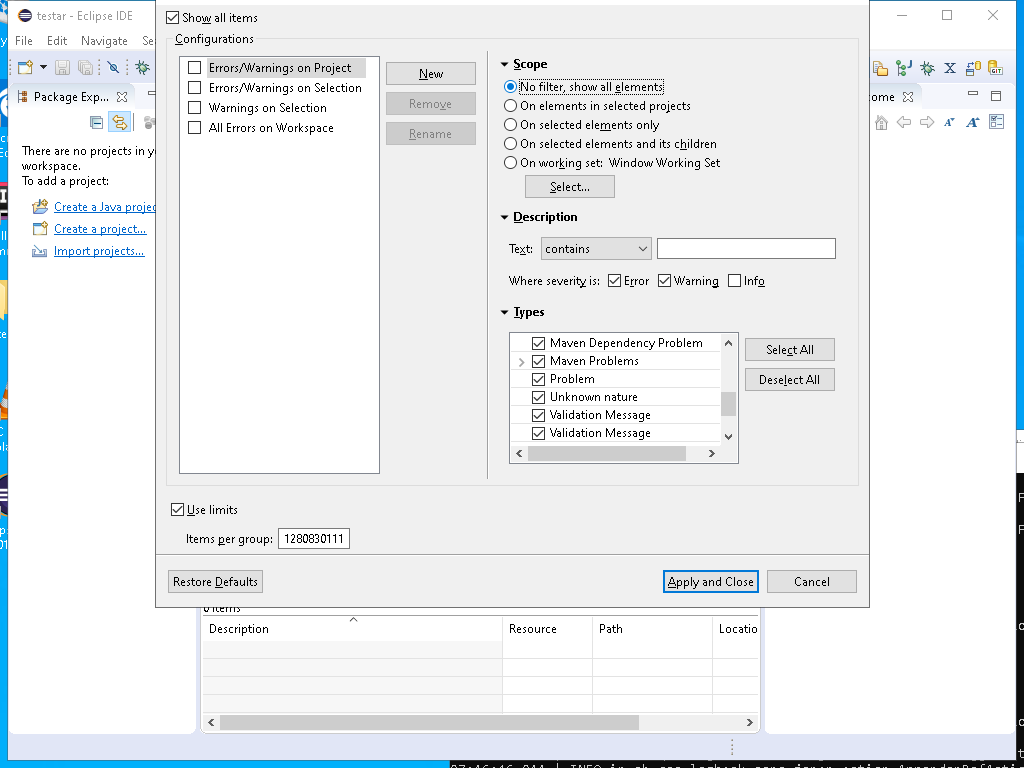 testar - Eclipse IDE
File Edit Navigate Se
Package Exp...
There are no projects in y
workspace.
To add a project:
Create a Java projec
Create a project...
Import projects...
Show all items
Configurations
Errors/Warnings on Project
Errors/Warnings on Selection
Warnings on Selection
All Errors on Workspace
New
Remove
Rename
Scope
No filter, show all elements
On elements in selected projects
On selected elements only
On selected elements and its children
On working set: Window Working Set
Select...
Description
Text: contains
Where severity is: Error Warning Info
Types
Maven Dependency Problem
Maven Problems
Problem
Unknown nature
Validation Message
Validation Message
Select All
Deselect All
Use limits
Items per group: 1280830111
Restore Defaults
Apply and Close
Cancel
ome
0 items
Description Resource Path Locatio